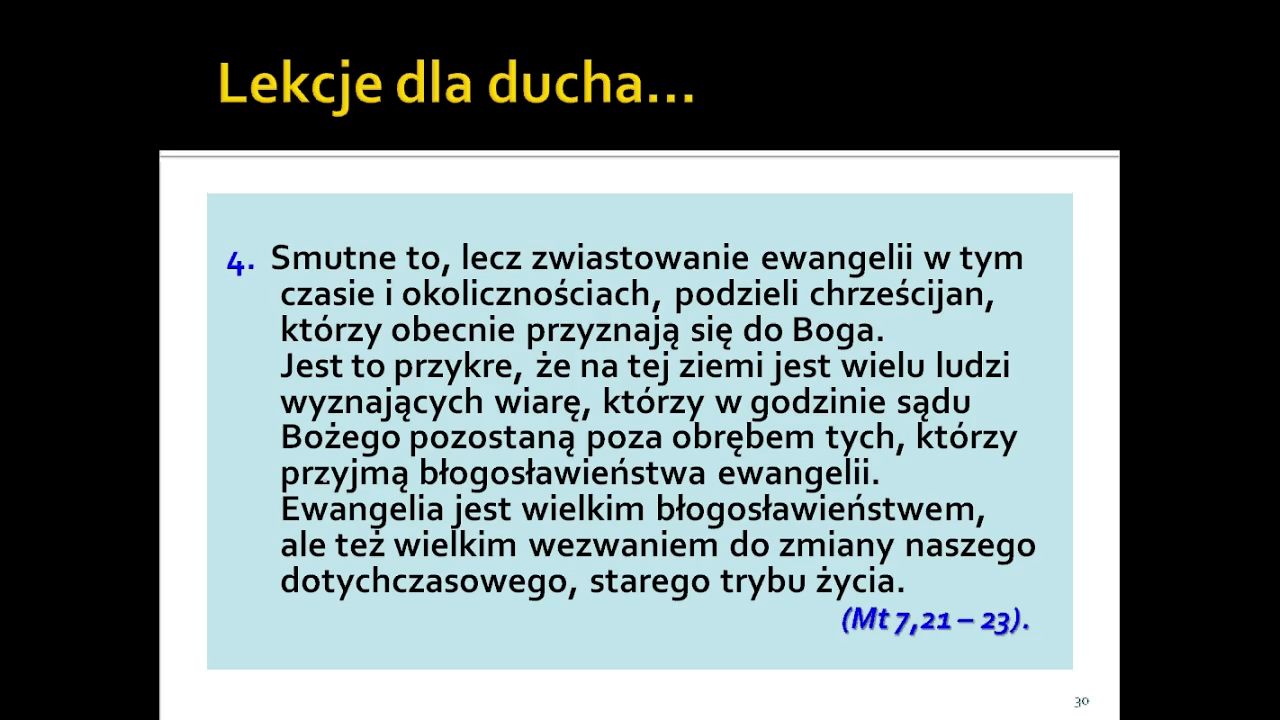 Lekcje dla ducha...
4. Smutne to, lecz zwiastowanie ewangelii w tym
czasie i okolicznościach, podzieli chrześcijan,
którzy obecnie przyznają się do Boga.
Jest to przykre, że na tej ziemi jest wielu ludzi
wyznających wiarę, którzy w godzinie sądu
Bożego pozostaną poza obrębem tych, którzy
przyjmą błogosławieństwa ewangelii.
Ewangelia jest wielkim błogosławieństwem,
ale też wielkim wezwaniem do zmiany naszego
dotychczasowego, starego trybu życia.
(Mt 7,21 – 23).
30